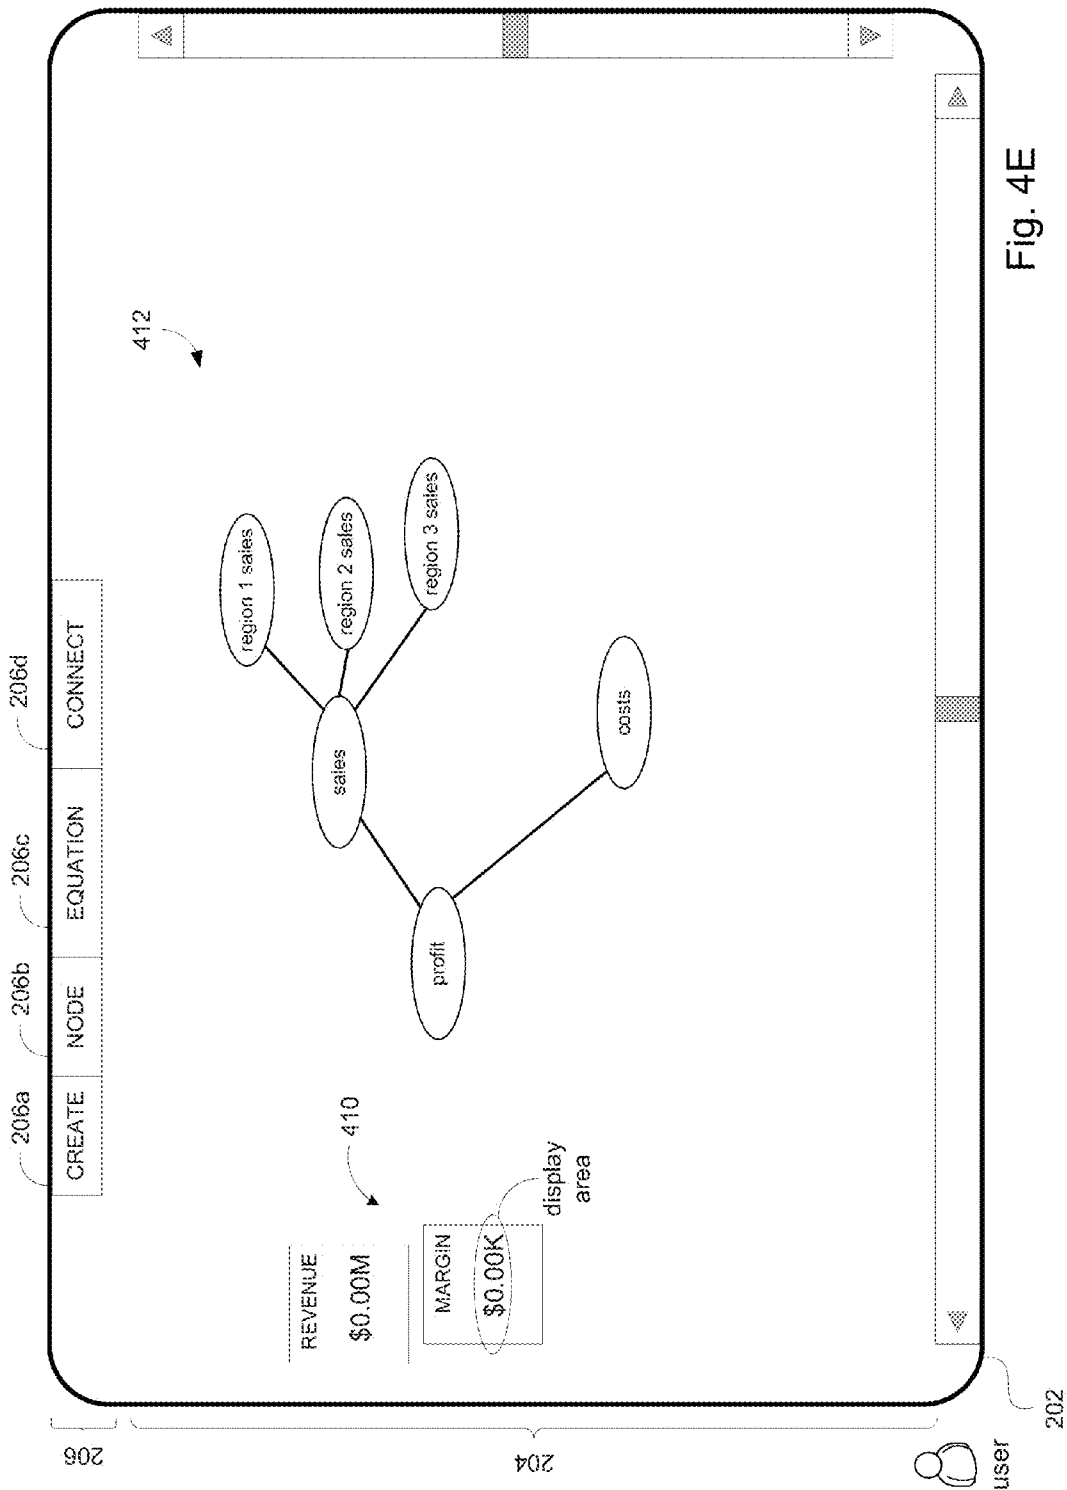 206a
206b
206c
206d
206
CREATE
NODE
EQUATION
CONNECT
412
region 1 sales
region 2 sales
region 3 sales
sales
profit
costs
410
REVENUE
$0.00M
MARGIN
$0.00K
display
area
204
user
202
Fig. 4E